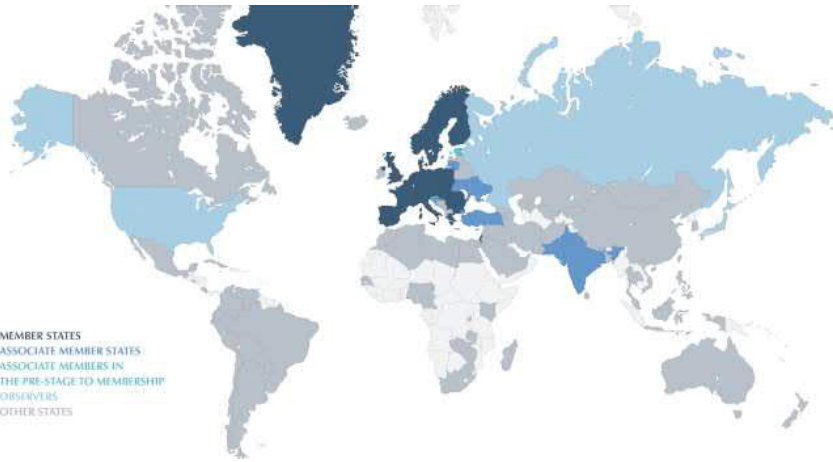 MEMBER STATES
ASSOCIATE MEMBER STATES
ASSOCIATE MEMBERS IN
THE PRE-STAGE TO MEMBERSHIP
OBSERVERS
OTHER STATES